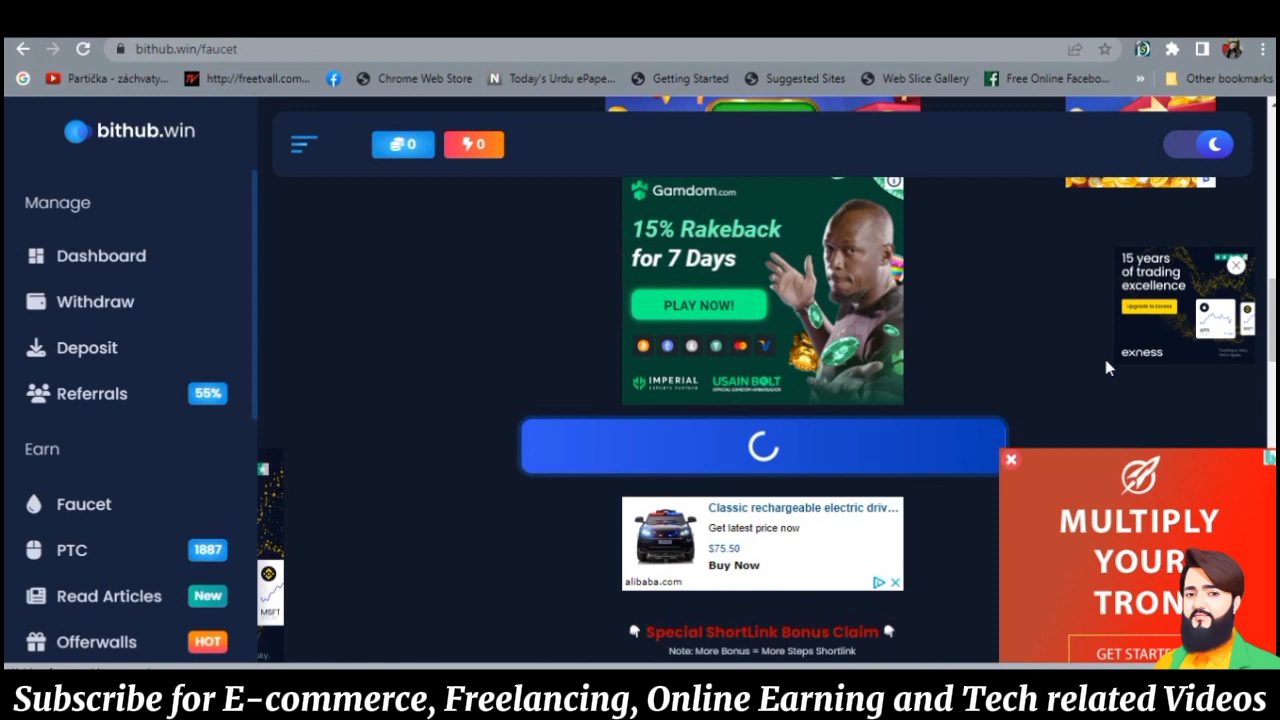 bithub.win/faucet
Partička - záchvaty...
http://freetvall.com...
Chrome Web Store
Today's Urdu ePape...
Getting Started
Suggested Sites
Web Slice Gallery
Free Online Facebo...
»
Other bookmarks
bithub.win
0
0
Manage
Dashboard
Withdraw
Deposit
Referrals
55%
Earn
Faucet
PTC
1887
Read Articles
New
Offerwalls
HOT
Gamdom.com
15% Rakeback
for 7 Days
PLAY NOW!
IMPERIAL
USAIN BOLT
15 years
of trading
excellence
Upgrade to Exness
exness
MSFT
Classic rechargeable electric driv...
Get latest price now
$75.50
Buy Now
alibaba.com
Special ShortLink Bonus Claim
Note: More Bonus = More Steps Shortlink
MULTIPLY
YOUR
TRON
GET STARTE
Subscribe for E-commerce, Freelancing, Online Earning and Tech related Videos